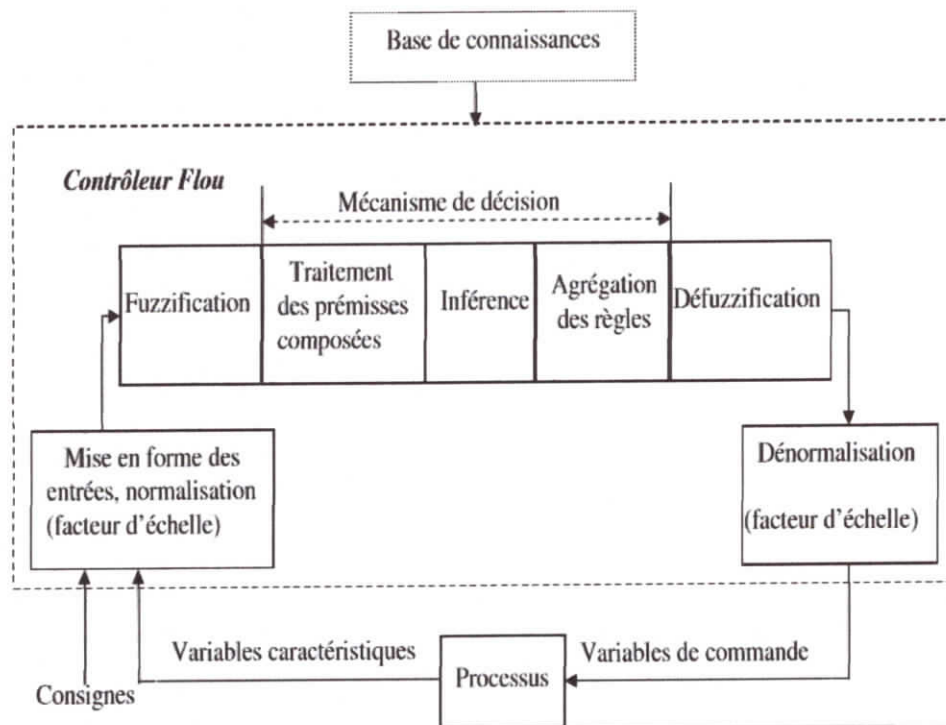 Base de connaissances
Contrôleur Flou
Mécanisme de décision
Fuzzification
Traitement
des prémisses
composées
Inférence
Agrégation
des règles
Défuzzification
Mise en forme des
entrées, normalisation
(facteur d'échelle)
Dénormalisation
(facteur d'échelle)
Variables caractéristiques
Processus
Variables de commande
Consignes